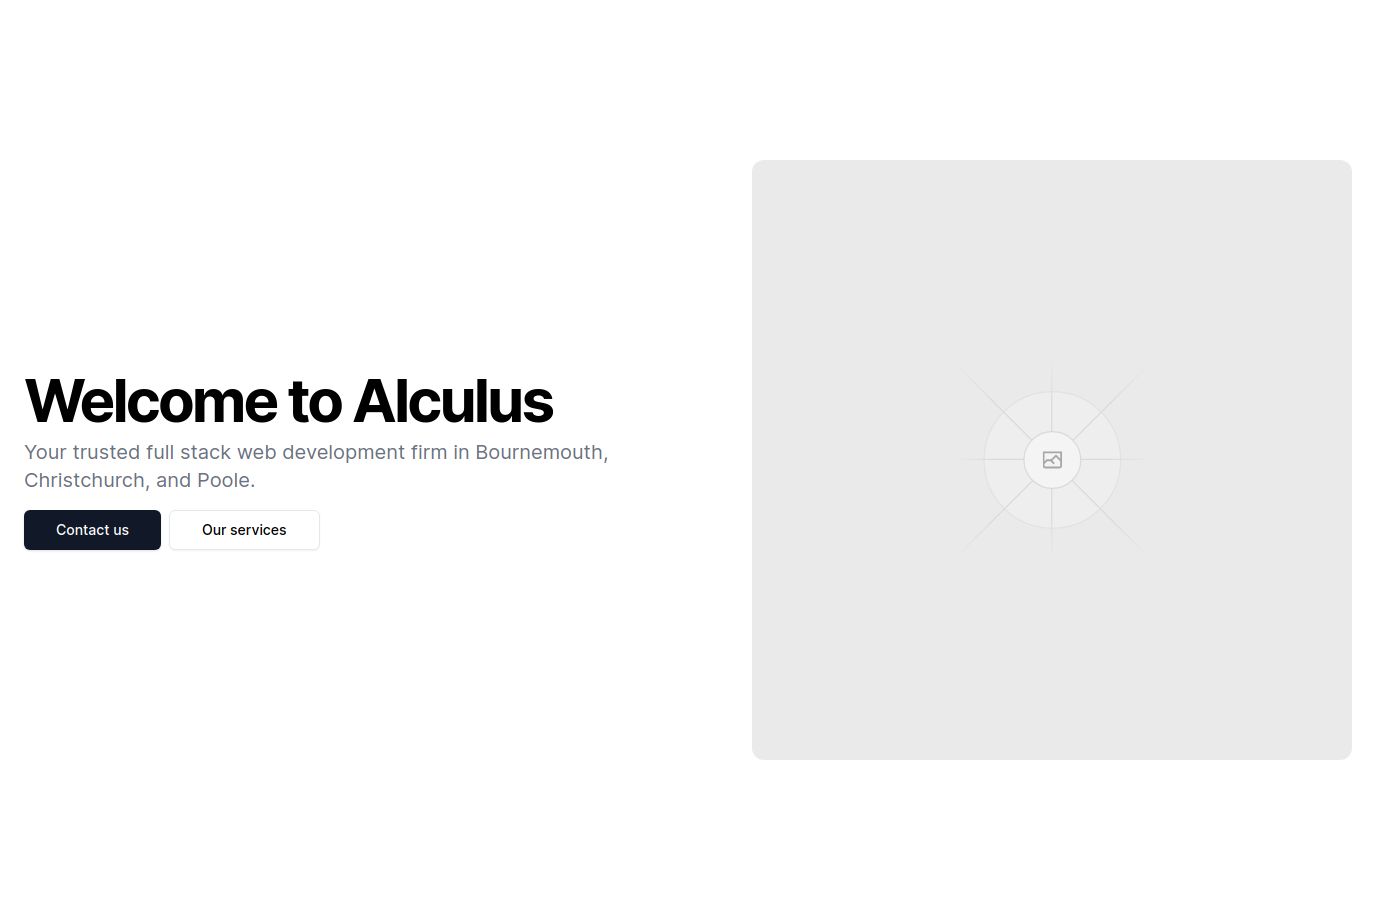 Welcome to Alculus
Your trusted full stack web development firm in Bournemouth,
Christchurch, and Poole.
Contact us
Our services